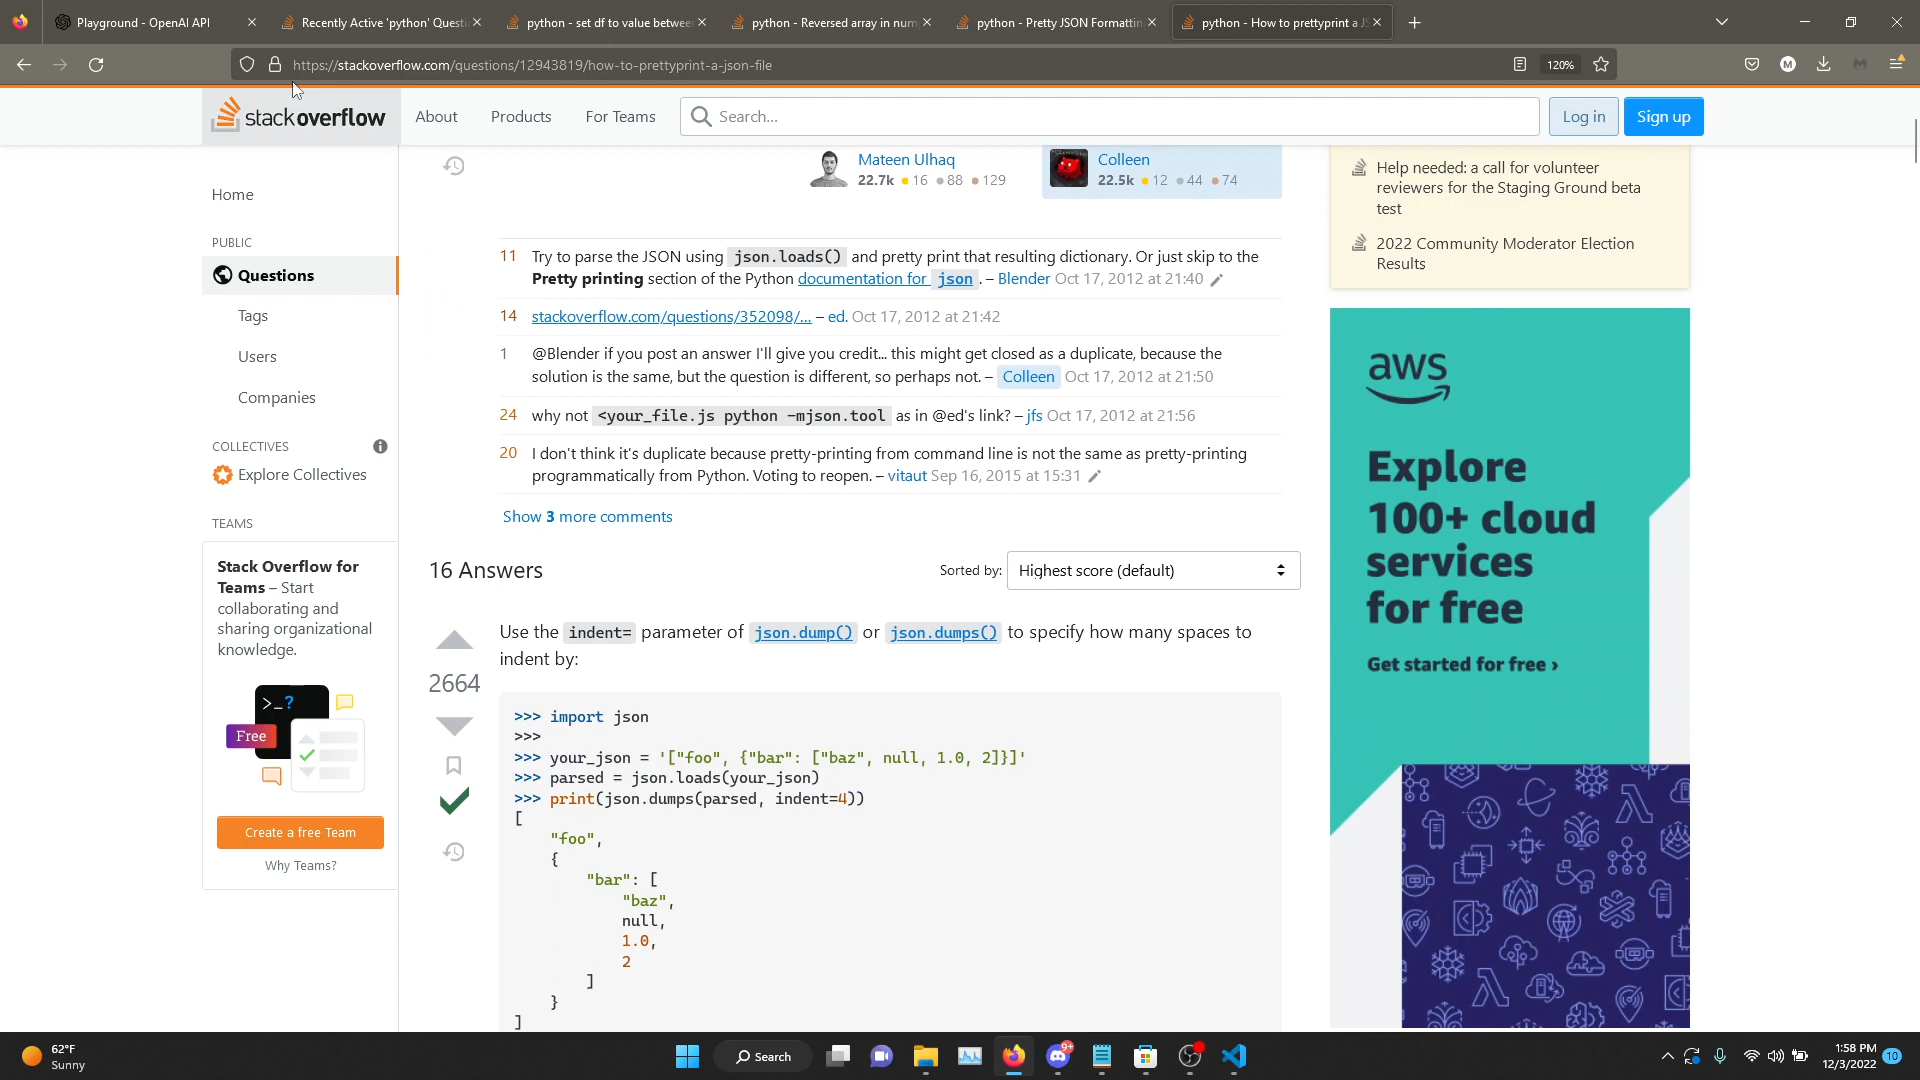 Playground - OpenAI API
Recently Active 'python' Questi
python - set df to value betwee
python - Reversed array in num
python - Pretty JSON Formattin
python - How to prettyprint a JS
https://stackoverflow.com/questions/12943819/how-to-prettyprint-a-json-file
120%
M
stackoverflow
About
Products
For Teams
Search...
Log in
Sign up
Home
PUBLIC
Questions
Tags
Users
Companies
COLLECTIVES
Explore Collectives
TEAMS
Stack Overflow for
Teams – Start
collaborating and
sharing organizational
knowledge.
>_?
Free
Create a free Team
Why Teams?
Mateen Ulhaq
22.7k 16 88 129
Colleen
22.5k 12 44 74
11 Try to parse the JSON using json.loads() and pretty print that resulting dictionary. Or just skip to the
Pretty printing section of the Python documentation for json. – Blender Oct 17, 2012 at 21:40
14 stackoverflow.com/questions/352098/... – ed. Oct 17, 2012 at 21:42
1 @Blender if you post an answer I'll give you credit... this might get closed as a duplicate, because the
solution is the same, but the question is different, so perhaps not. – Colleen Oct 17, 2012 at 21:50
24 why not <your_file.js python -mjson.tool as in @ed's link? – jfs Oct 17, 2012 at 21:56
20 I don't think it's duplicate because pretty-printing from command line is not the same as pretty-printing
programmatically from Python. Voting to reopen. – vitaut Sep 16, 2015 at 15:31
Show 3 more comments
16 Answers
Sorted by:
Highest score (default)
2664
Use the indent= parameter of json.dump() or json.dumps() to specify how many spaces to
indent by:
>>> import json
>>>
>>> your_json = '["foo", {"bar": ["baz", null, 1.0, 2]}]'
>>> parsed = json.loads(your_json)
>>> print(json.dumps(parsed, indent=4))
[
"foo",
{
"bar": [
"baz",
null,
1.0,
2
]
}
]
Help needed: a call for volunteer
reviewers for the Staging Ground beta
test
2022 Community Moderator Election
Results
aws
Explore
100+ cloud
services
for free
Get started for free ›
62°F
Sunny
Search
9+
1:58 PM
12/3/2022
10